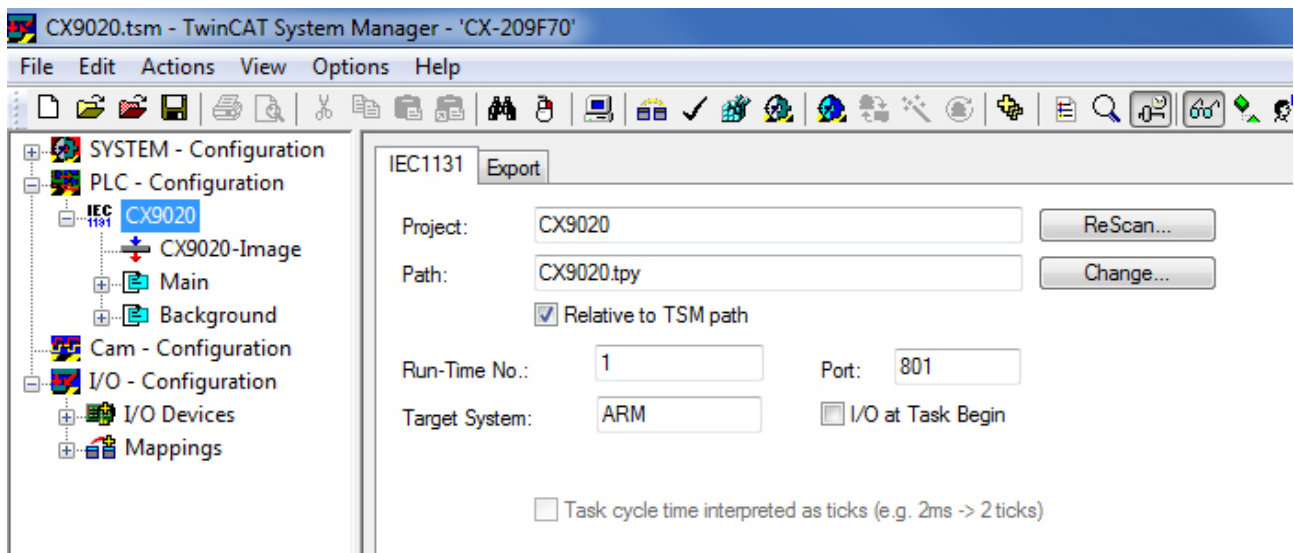 CX9020.tsm - TwinCAT System Manager - 'CX-209F70'
File Edit Actions View Options Help
SYSTEM - Configuration
PLC - Configuration
IEC 1131 CX9020
CX9020-Image
Main
Background
Cam - Configuration
I/O - Configuration
I/O Devices
Mappings
IEC1131 Export
Project: CX9020 ReScan...
Path: CX9020.tpy Change...
Relative to TSM path
Run-Time No.: 1 Port: 801
Target System: ARM I/O at Task Begin
Task cycle time interpreted as ticks (e.g. 2ms -> 2 ticks)